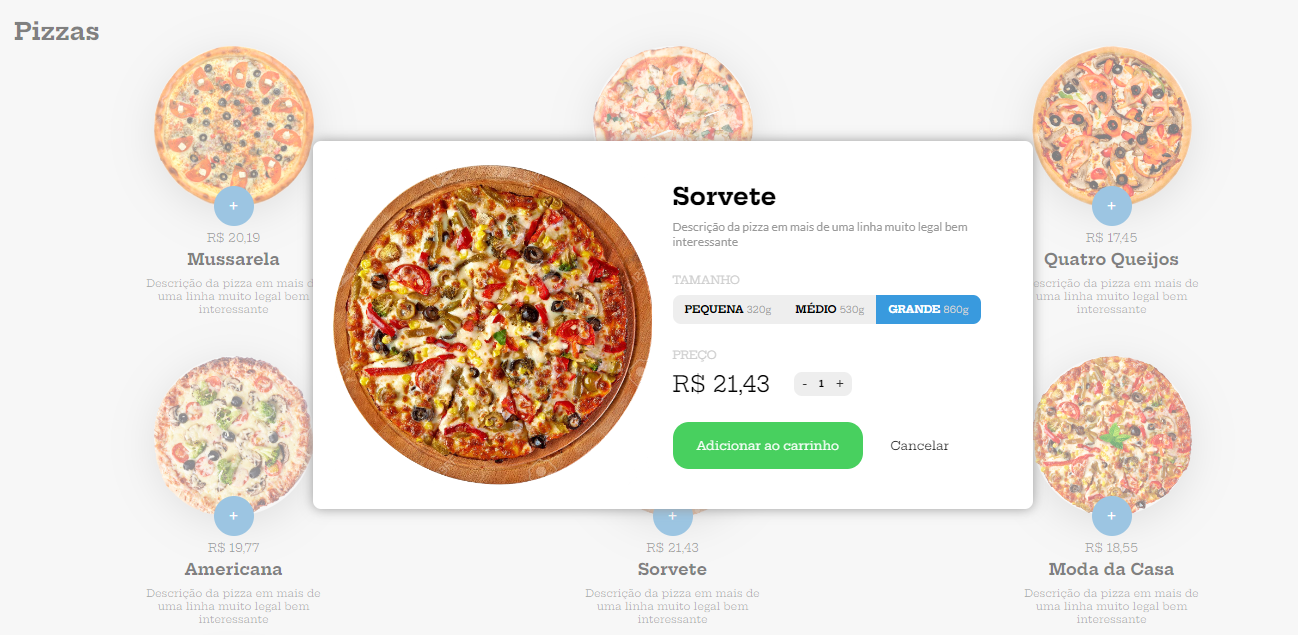 Pizzas
+
R$ 20,19
Mussarela
Descrição da pizza em mais d
uma linha muito legal bem
interessante
+
R$ 17,45
Quatro Queijos
escrição da pizza em mais de
uma linha muito legal bem
interessante
Sorvete
Descrição da pizza em mais de uma linha muito legal bem
interessante
TAMANHO
PEQUENA 320g MÉDIO 530g GRANDE 860g
PREÇO
R$ 21,43 - 1 +
Adicionar ao carrinho Cancelar
+
R$ 19,77
Americana
Descrição da pizza em mais de
uma linha muito legal bem
interessante
+
R$ 21,43
Sorvete
Descrição da pizza em mais de
uma linha muito legal bem
interessante
+
R$ 18,55
Moda da Casa
Descrição da pizza em mais de
uma linha muito legal bem
interessante